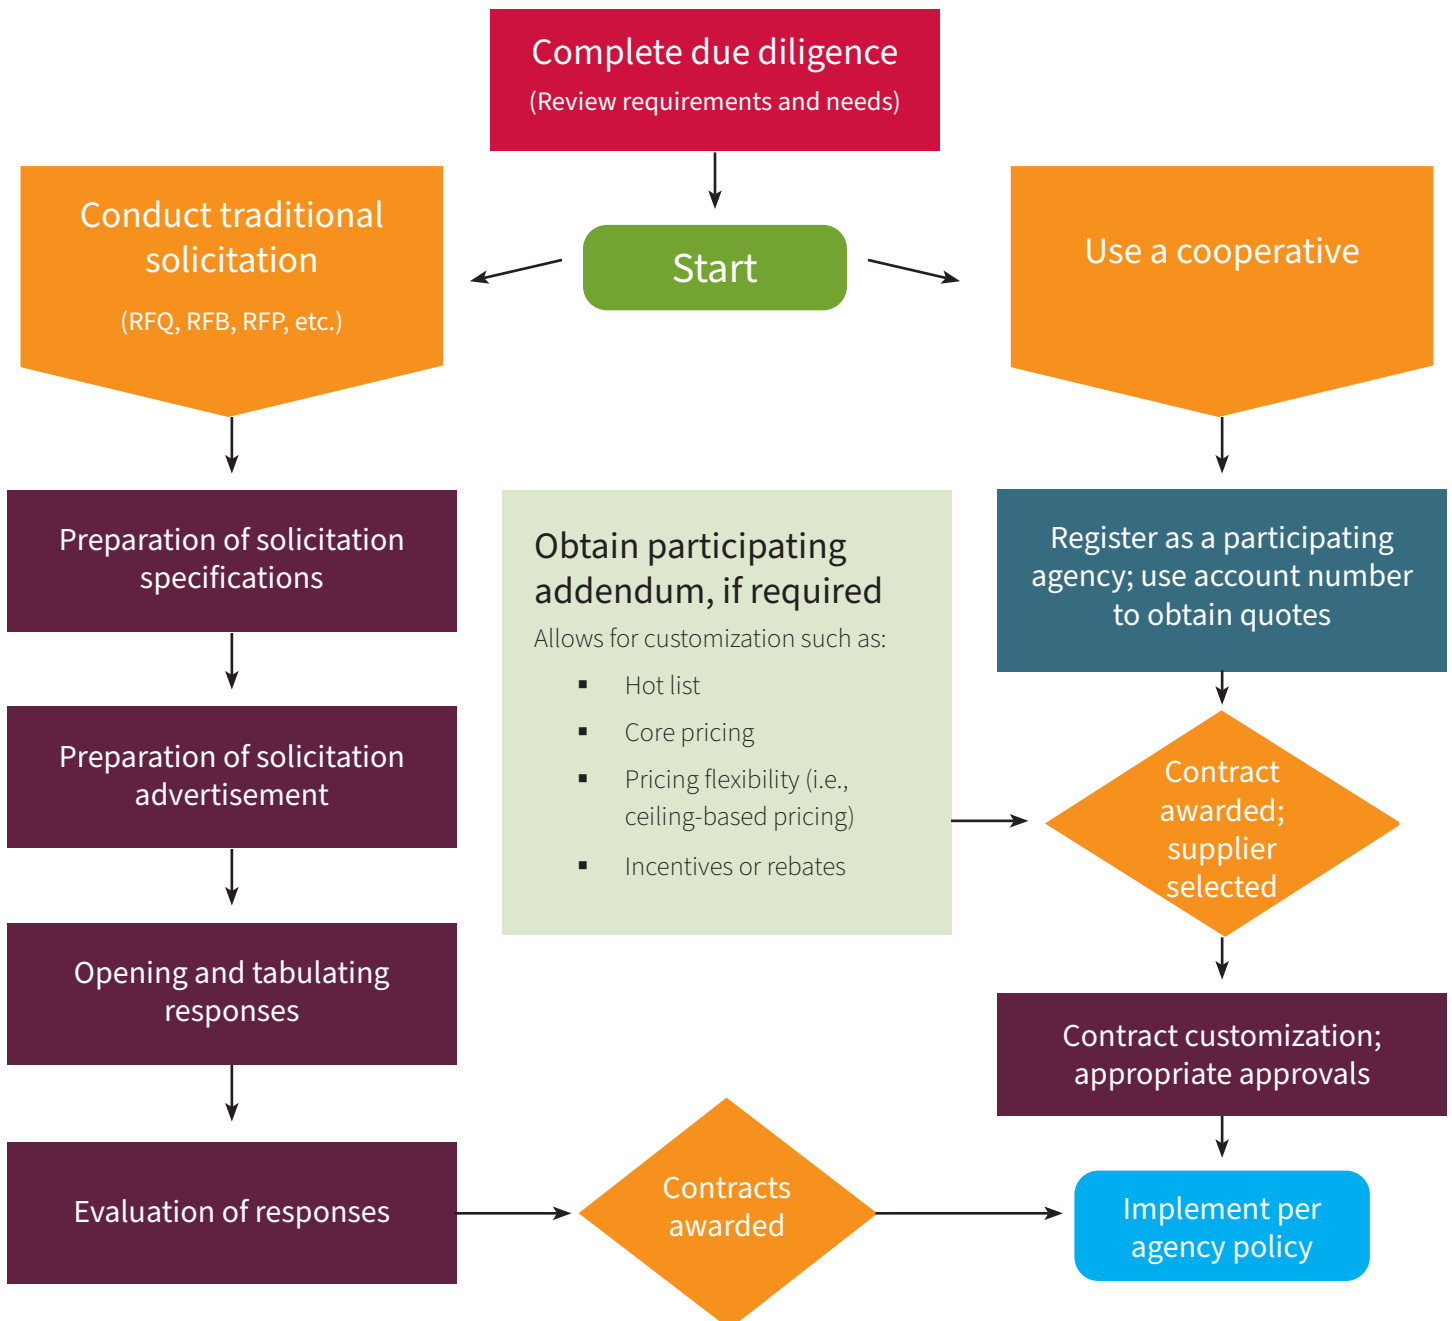 Complete due diligence
(Review requirements and needs)
Conduct traditional
solicitation
(RFQ, RFB, RFP, etc.)
Start
Use a cooperative
Preparation of solicitation
specifications
Preparation of solicitation
advertisement
Opening and tabulating
responses
Evaluation of responses
Obtain participating
addendum, if required
Allows for customization such as:
▪ Hot list
▪ Core pricing
▪ Pricing flexibility (i.e.,
ceiling-based pricing)
▪ Incentives or rebates
Register as a participating
agency; use account number
to obtain quotes
Contract
awarded;
supplier
selected
Contract customization;
appropriate approvals
Contracts
awarded
Implement per
agency policy